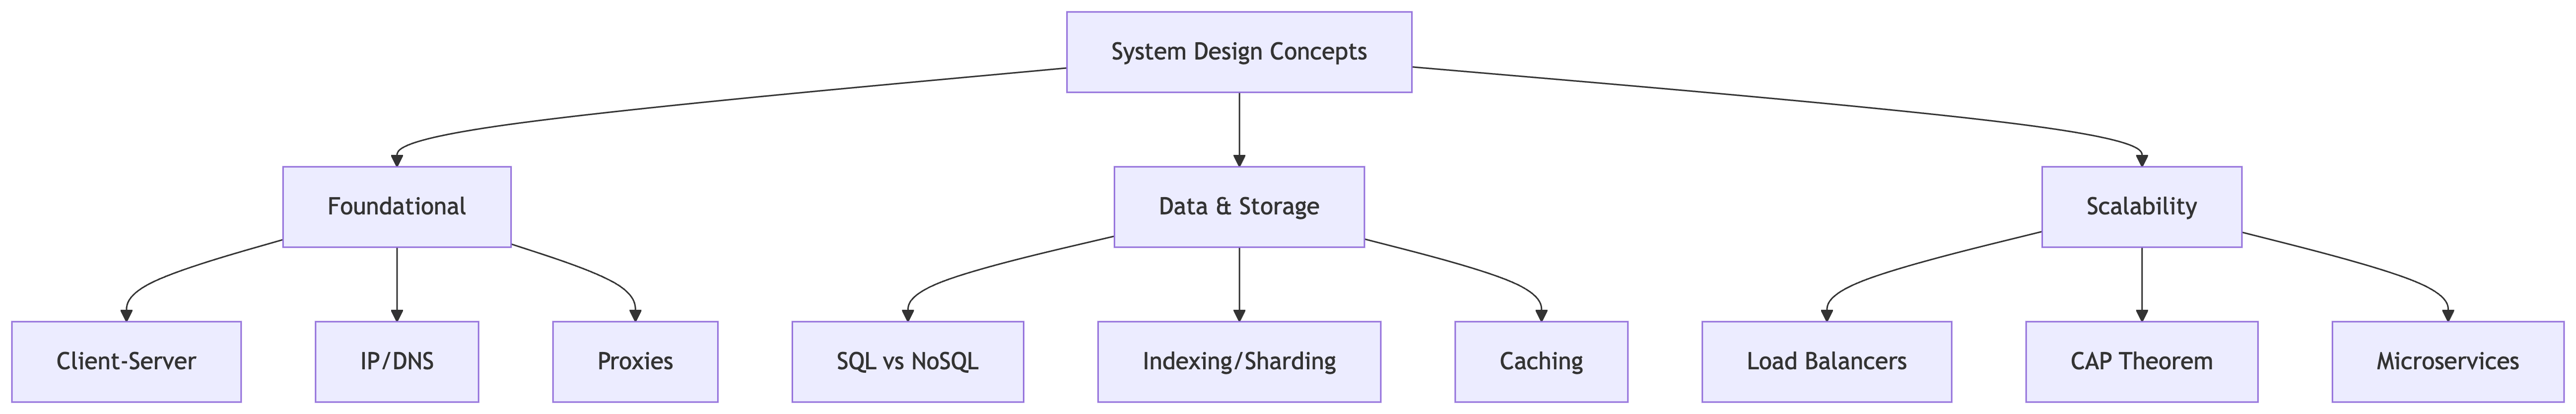 System Design Concepts
Foundational
Data & Storage
Scalability
Client-Server
IP/DNS
Proxies
SQL vs NoSQL
Indexing/Sharding
Caching
Load Balancers
CAP Theorem
Microservices